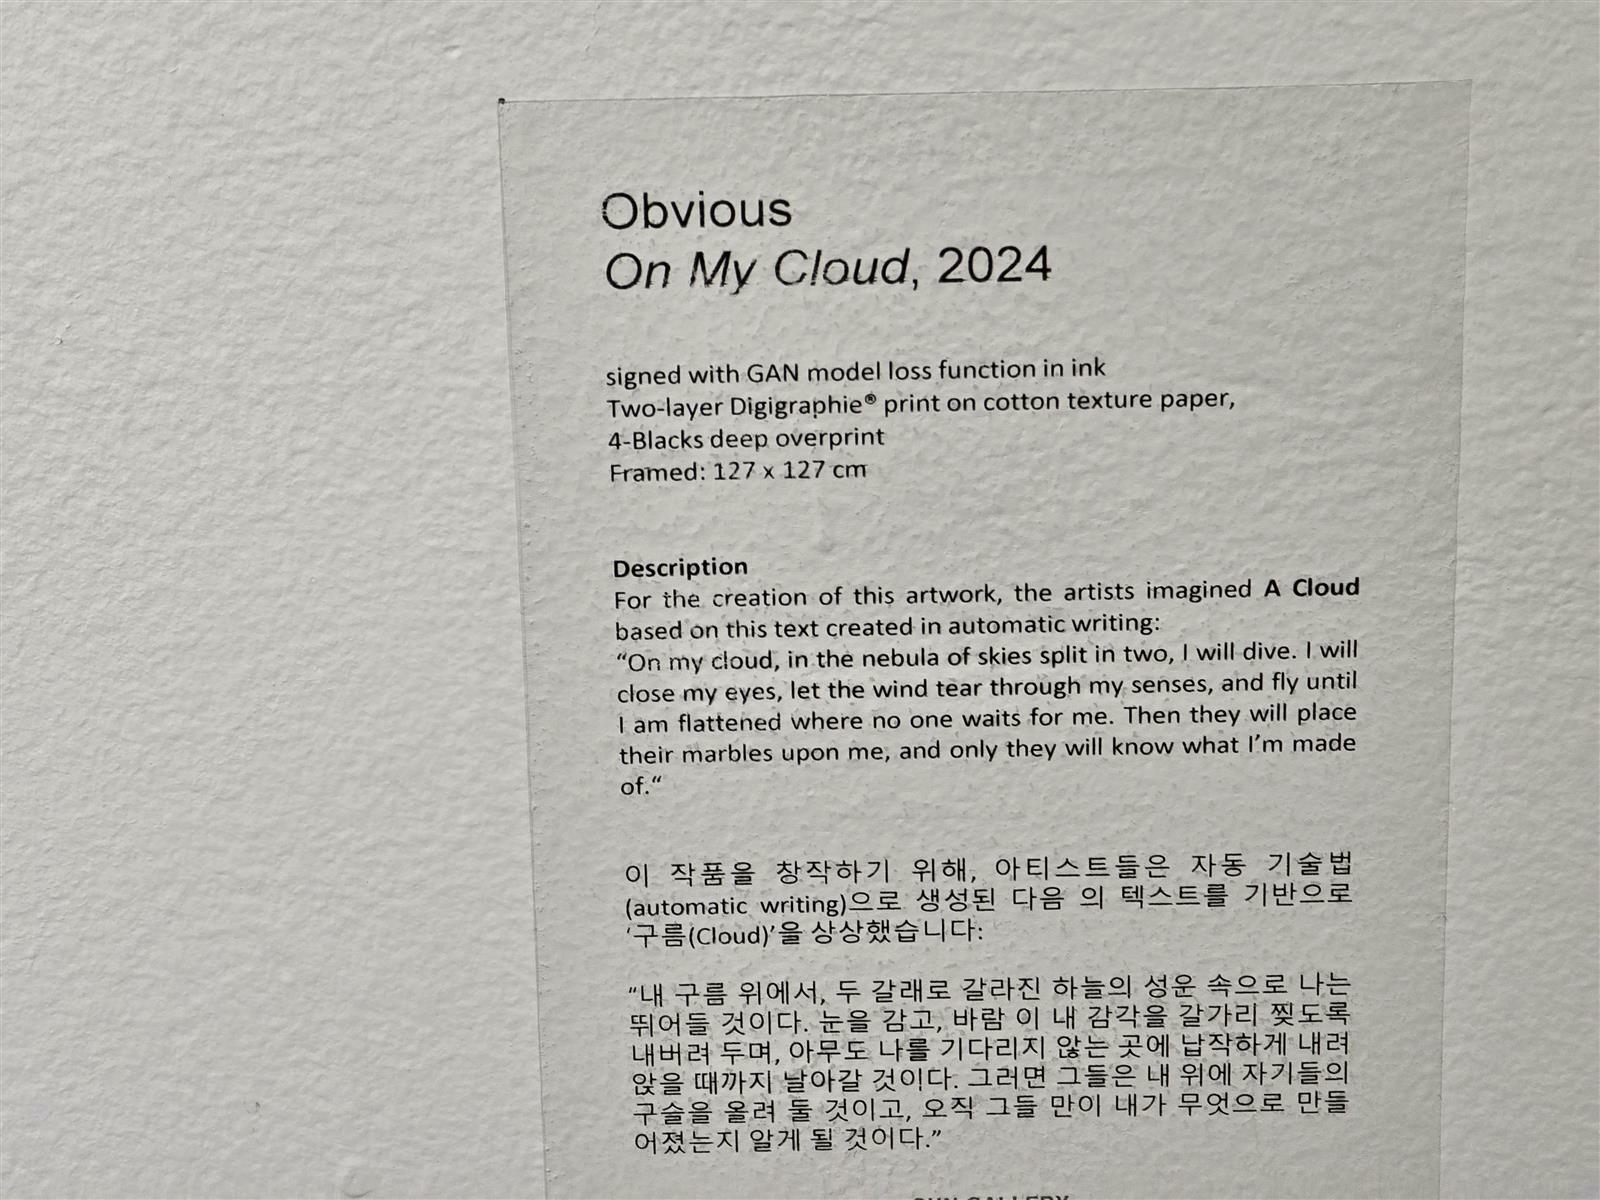 Obvious
On My Cloud, 2024
signed with GAN model loss function in ink
Two-layer Digigraphie® print on cotton texture paper,
4-Blacks deep overprint
Framed: 127 x 127 cm
Description
For the creation of this artwork, the artists imagined A Cloud
based on this text created in automatic writing:
“On my cloud, in the nebula of skies split in two, I will dive. I will
close my eyes, let the wind tear through my senses, and fly until
I am flattened where no one waits for me. Then they will place
their marbles upon me, and only they will know what I’m made
of.“
이 작품을 창작하기 위해, 아티스트들은 자동 기술법
(automatic writing)으로 생성된 다음 의 텍스트를 기반으로
‘구름(Cloud)’을 상상했습니다:
“내 구름 위에서, 두 갈래로 갈라진 하늘의 성운 속으로 나는
뛰어들 것이다. 눈을 감고, 바람 이 내 감각을 갈가리 찢도록
내버려 두며, 아무도 나를 기다리지 않는 곳에 납작하게 내려
앉을 때까지 날아갈 것이다. 그러면 그들은 내 위에 자기들의
구슬을 올려 둘 것이고, 오직 그들 만이 내가 무엇으로 만들
어졌는지 알게 될 것이다.”